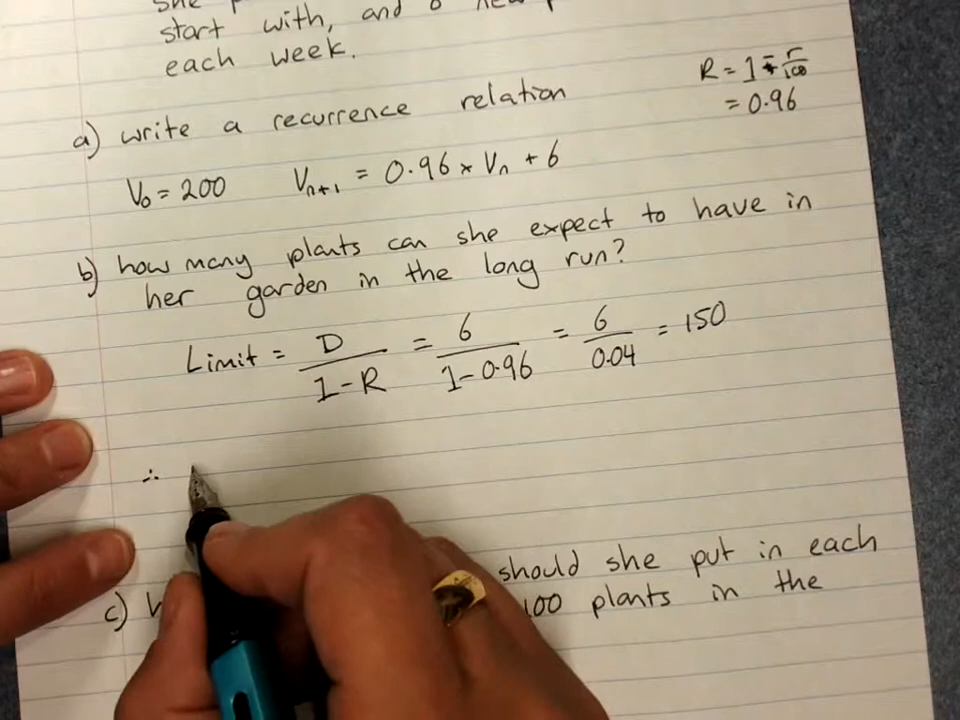 she
start with, and
each week.
a) write a recurrence relation
R = 1 - r/100
= 0.96
V₀ = 200 Vₙ₊₁ = 0.96 × Vₙ + 6
b) how many plants can she expect to have in
her garden in the long run?
Limit = D/(1-R) = 6/(1-0.96) = 6/0.04 = 150
∴
c) should she put in each
100 plants in the